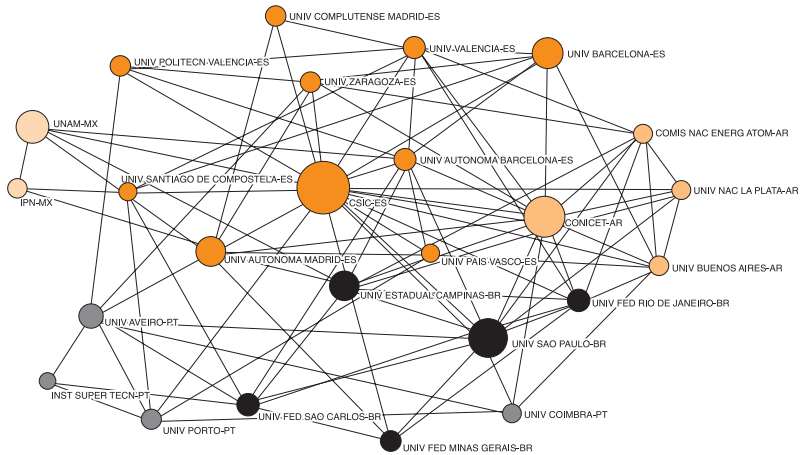 UNIV COMPLUTENSE MADRID-ES
UNIV VALENCIA-ES
UNIV BARCELONA-ES
UNIV POLITECN VALENCIA-ES
UNIV ZARAGOZA-ES
UNAM-MX
COMIS NAC ENERG ATOM-AR
UNIV AUTONOMA BARCELONA-ES
UNIV SANTIAGO DE COMPOSTELA-ES
UNIV NAC LA PLATA-AR
IPN-MX
CSIC-ES
CONICET-AR
UNIV AUTONOMA MADRID-ES
UNIV PAIS VASCO-ES
UNIV BUENOS AIRES-AR
UNIV ESTADUAL CAMPINAS-BR
UNIV FED RIO DE JANEIRO-BR
UNIV AVEIRO-PT
UNIV SAO PAULO-BR
INST SUPER TECN-PT
UNIV FED SAO CARLOS-BR
UNIV COIMBRA-PT
UNIV PORTO-PT
UNIV FED MINAS GERAIS-BR